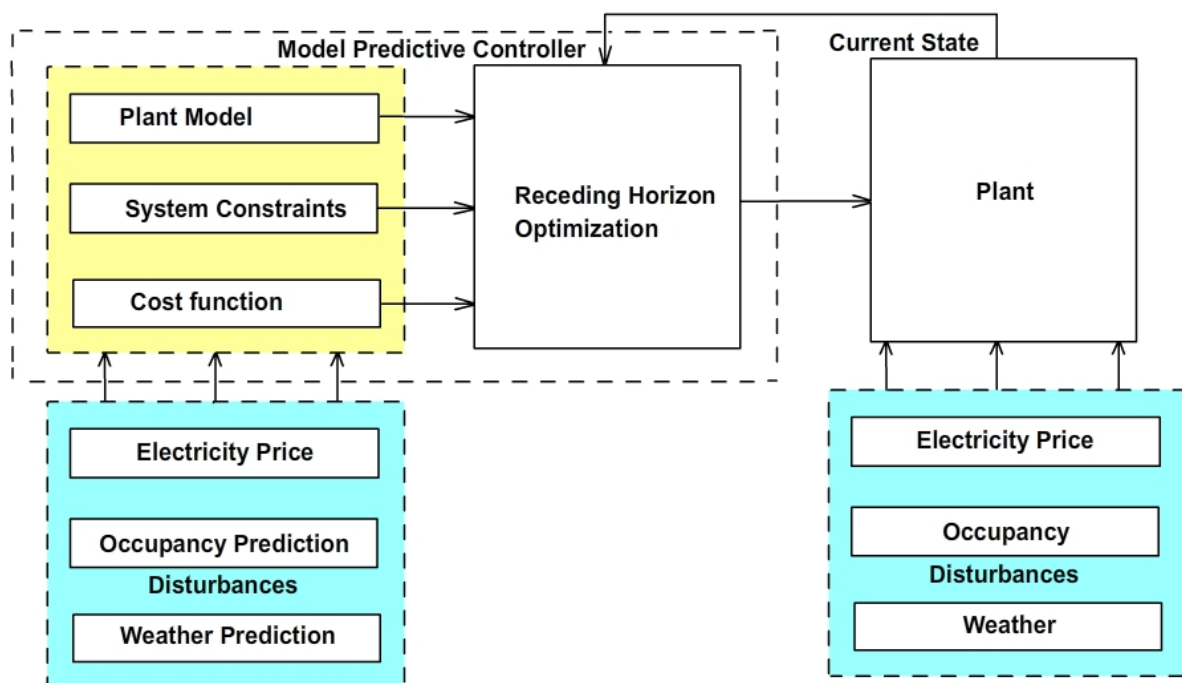 Model Predictive Controller
Current State
Plant Model
System Constraints
Cost function
Receding Horizon
Optimization
Plant
Electricity Price
Occupancy Prediction
Disturbances
Weather Prediction
Electricity Price
Occupancy
Disturbances
Weather